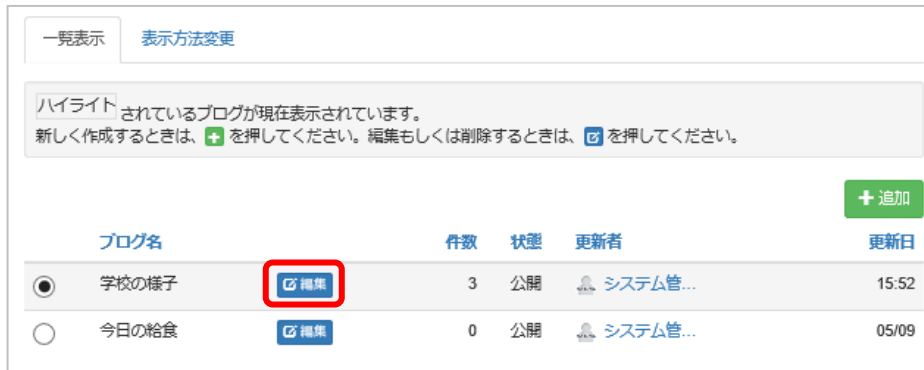 一覧表示 表示方法変更
ハイライト されているブログが現在表示されています。
新しく作成するときは、 を押してください。編集もしくは削除するときは、 を押してください。
追加
ブログ名 件数 状態 更新者 更新日
学校の様子 編集 3 公開 システム管... 15:52
今日の給食 編集 0 公開 システム管... 05/09